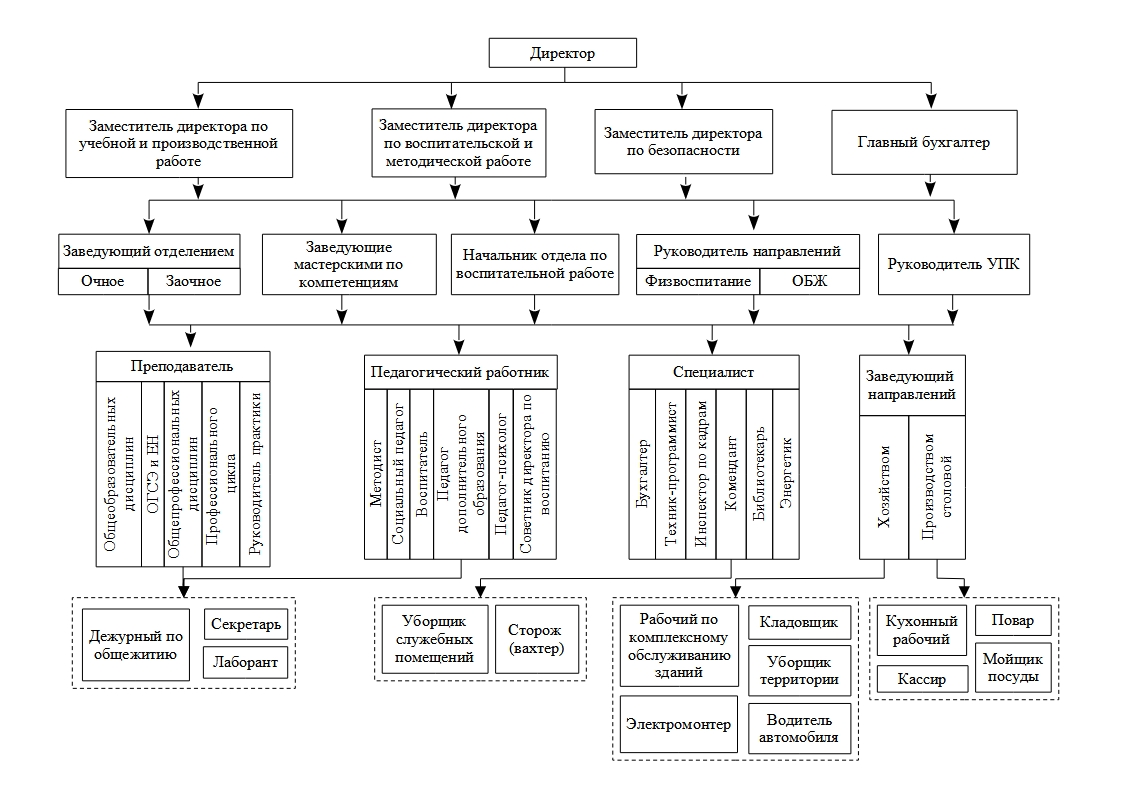 Директор
Заместитель директора по
учебной и производственной
работе
Заместитель директора
по воспитательской и
методической работе
Заместитель директора
по безопасности
Главный бухгалтер
Заведующий отделением
Очное
Заочное
Заведующие
мастерскими по
компетенциям
Начальник отдела по
воспитательной работе
Руководитель направлений
Физвоспитание
ОБЖ
Руководитель УПК
Преподаватель
Общеобразовательных
дисциплин
ОГСЭ и ЕН
Общепрофессиональных
дисциплин
Профессионального
цикла
Руководитель практики
Педагогический работник
Методист
Социальный педагог
Воспитатель
Педагог
дополнительного
образования
Педагог-психолог
Советник директора по
воспитанию
Специалист
Бухгалтер
Техник-программист
Инспектор по кадрам
Комендант
Библиотекарь
Энергетик
Заведующий
направлений
Хозяйством
Производством
столовой
Дежурный по
общежитию
Секретарь
Лаборант
Уборщик
служебных
помещений
Сторож
(вахтер)
Рабочий по
комплексному
обслуживанию
зданий
Кладовщик
Уборщик
территории
Электромонтер
Водитель
автомобиля
Кухонный
рабочий
Повар
Кассир
Мойщик
посуды